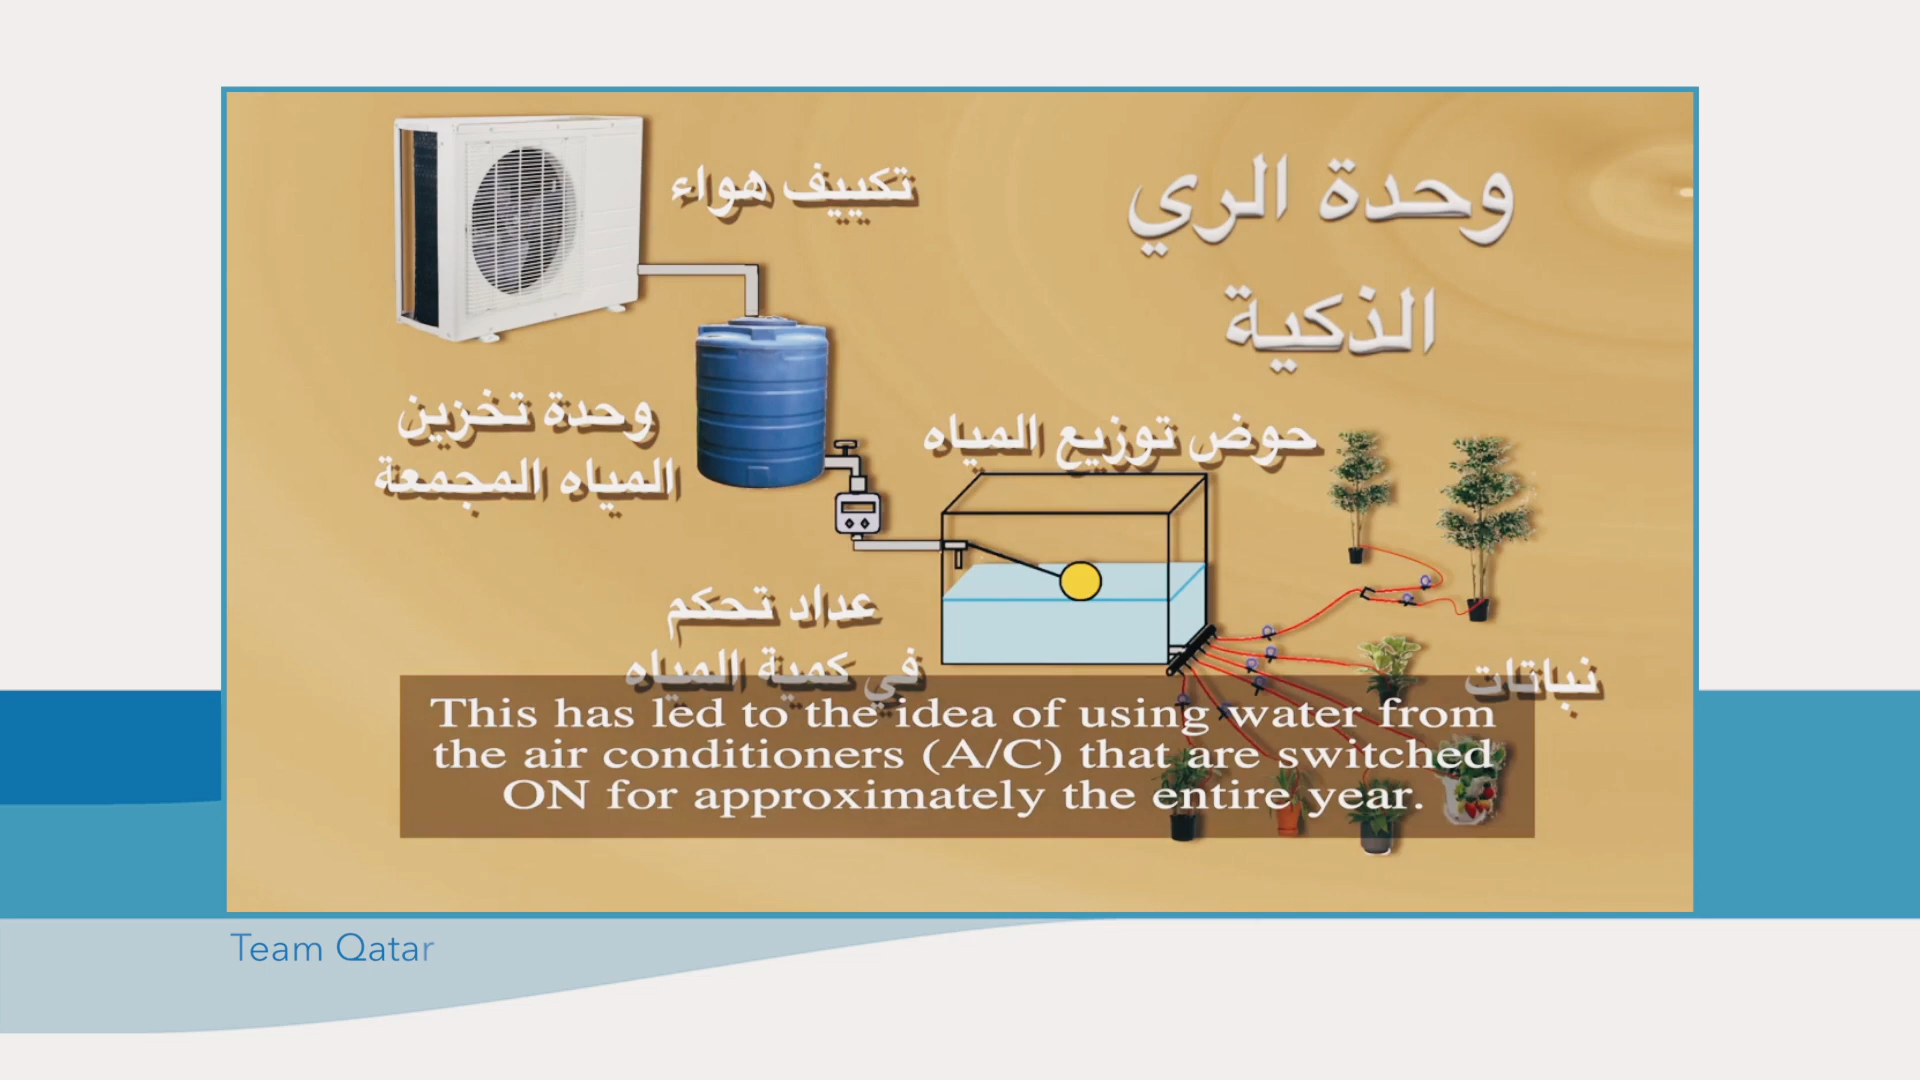 وحدة الري
الذكية
تكييف هواء
وحدة تخزين
المياه المجمعة
حوض توزيع المياه
عداد تحكم
في كمية المياه
نباتات
This has led to the idea of using water from
the air conditioners (A/C) that are switched
ON for approximately the entire year.
Team Qatar